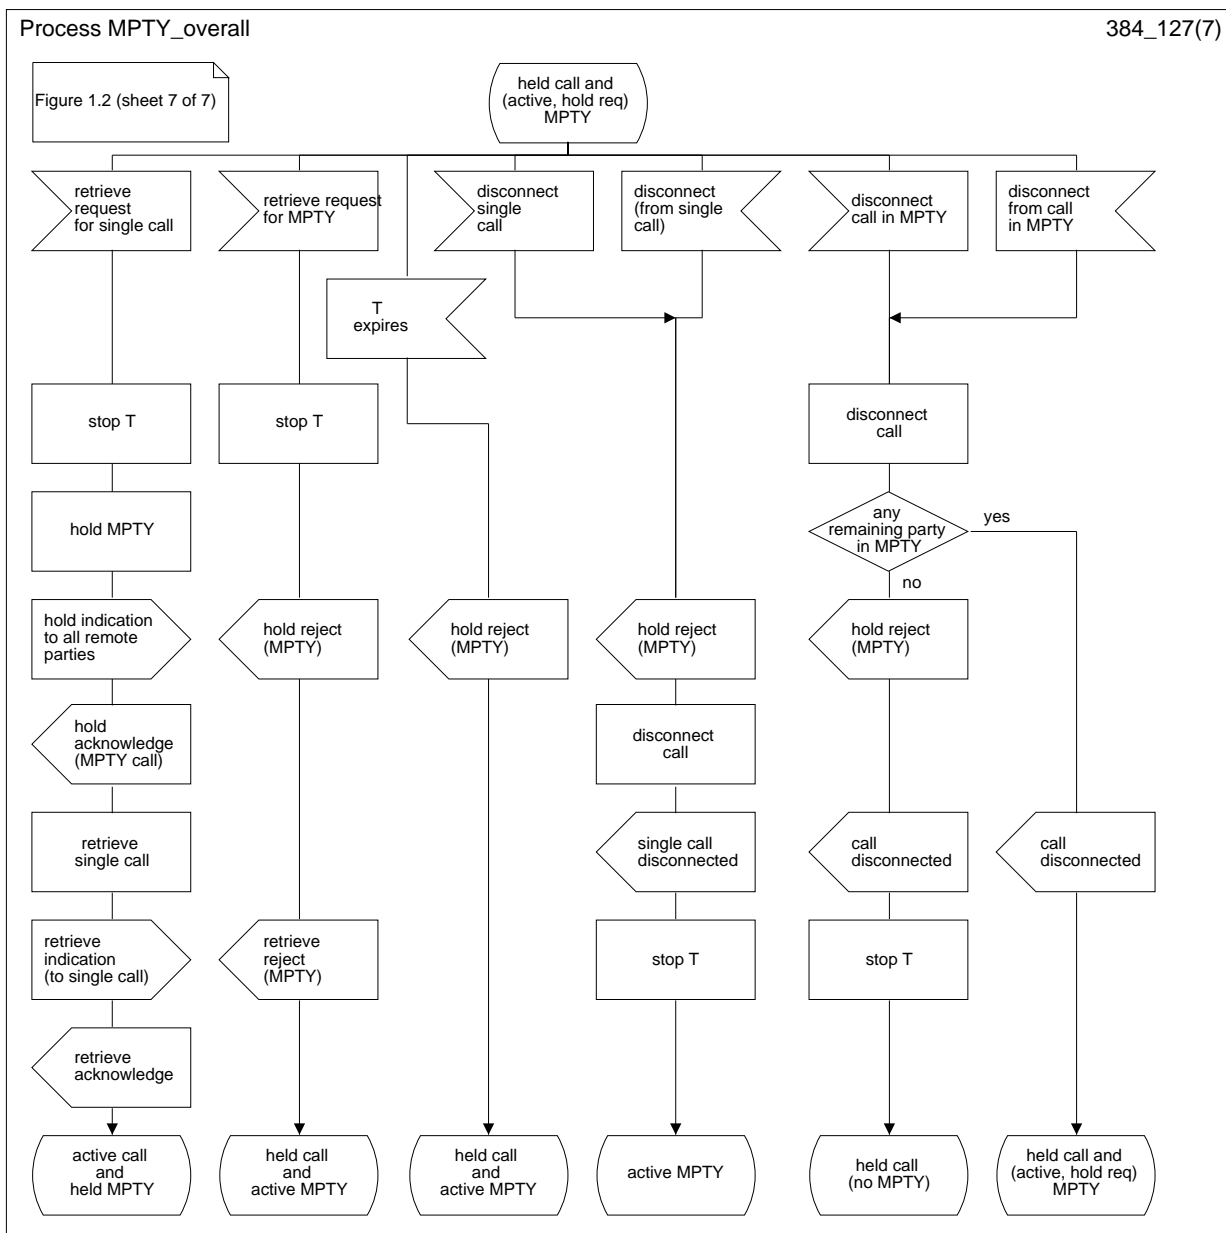 Process MPTY_overall
384_127(7)
Figure 1.2 (sheet 7 of 7)
held call and
(active, hold req)
MPTY
retrieve
request
for single call
retrieve request
for MPTY
disconnect
single
call
disconnect
(from single
call)
disconnect
call in MPTY
disconnect
from call
in MPTY
T
expires
stop T
stop T
disconnect
call
hold MPTY
any
remaining party
in MPTY
yes
no
hold indication
to all remote
parties
hold reject
(MPTY)
hold reject
(MPTY)
hold reject
(MPTY)
hold reject
(MPTY)
hold
acknowledge
(MPTY call)
disconnect
call
retrieve
single call
single call
disconnected
call
disconnected
call
disconnected
retrieve
indication
(to single call)
retrieve
reject
(MPTY)
stop T
stop T
retrieve
acknowledge
active call
and
held MPTY
held call
and
active MPTY
held call
and
active MPTY
active MPTY
held call
(no MPTY)
held call and
(active, hold req)
MPTY